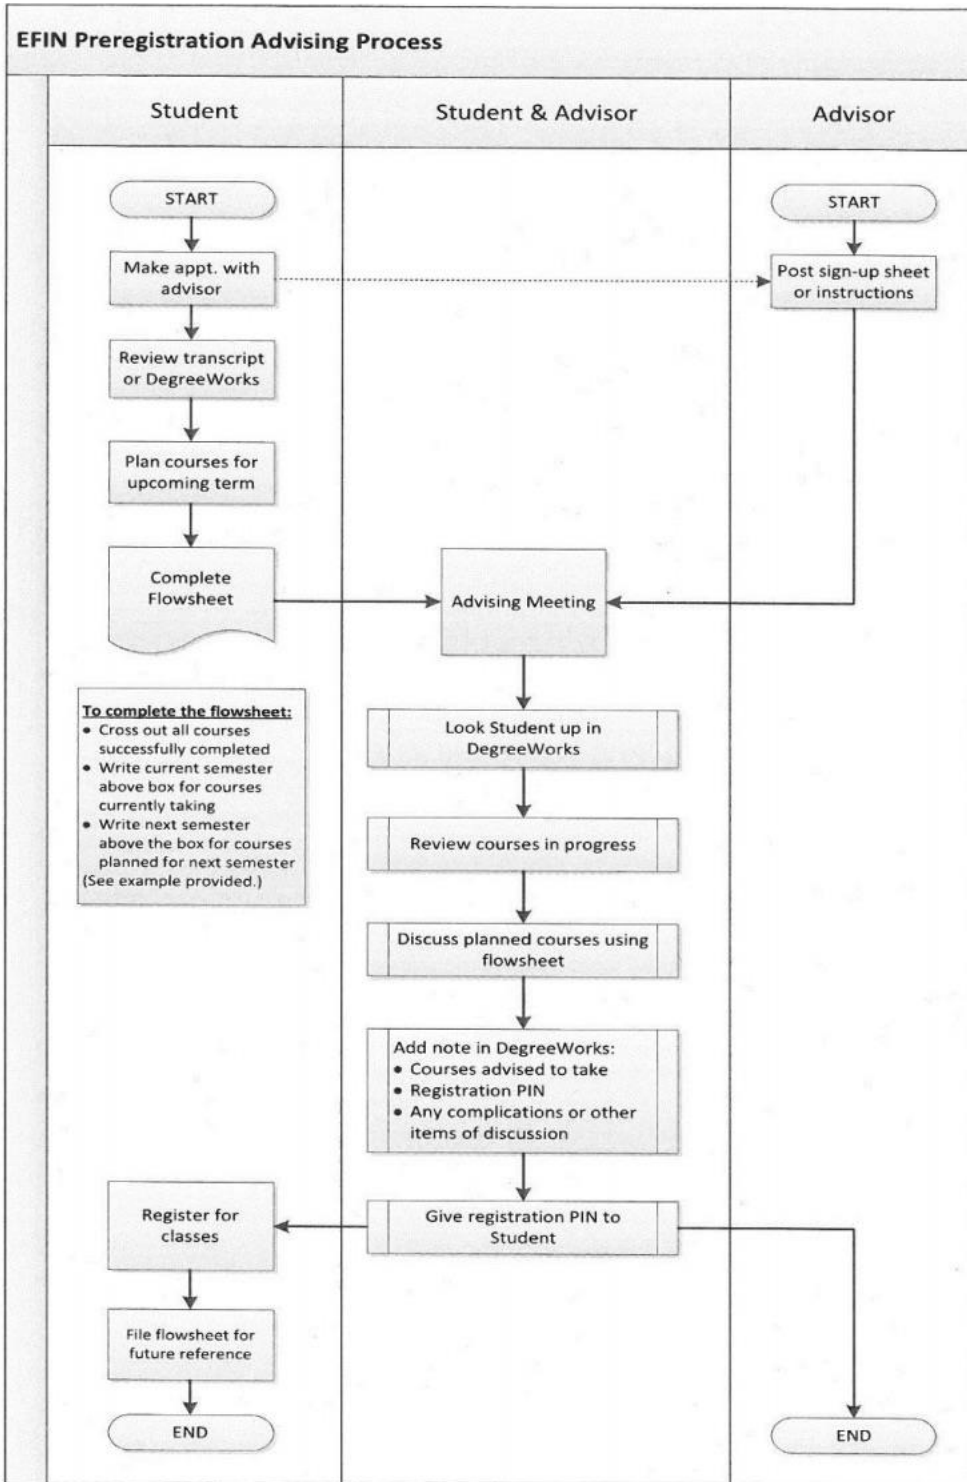 EFIN Preregistration Advising Process
Student
Student & Advisor
Advisor
START
START
Make appt. with
advisor
Post sign-up sheet
or instructions
Review transcript
or DegreeWorks
Plan courses for
upcoming term
Complete
Flowsheet
Advising Meeting
To complete the flowsheet:
• Cross out all courses
successfully completed
• Write current semester
above box for courses
currently taking
• Write next semester
above the box for courses
planned for next semester
(See example provided.)
Look Student up in
DegreeWorks
Review courses in progress
Discuss planned courses using
flowsheet
Add note in DegreeWorks:
• Courses advised to take
• Registration PIN
• Any complications or other
items of discussion
Give registration PIN to
Student
Register for
classes
File flowsheet for
future reference
END
END